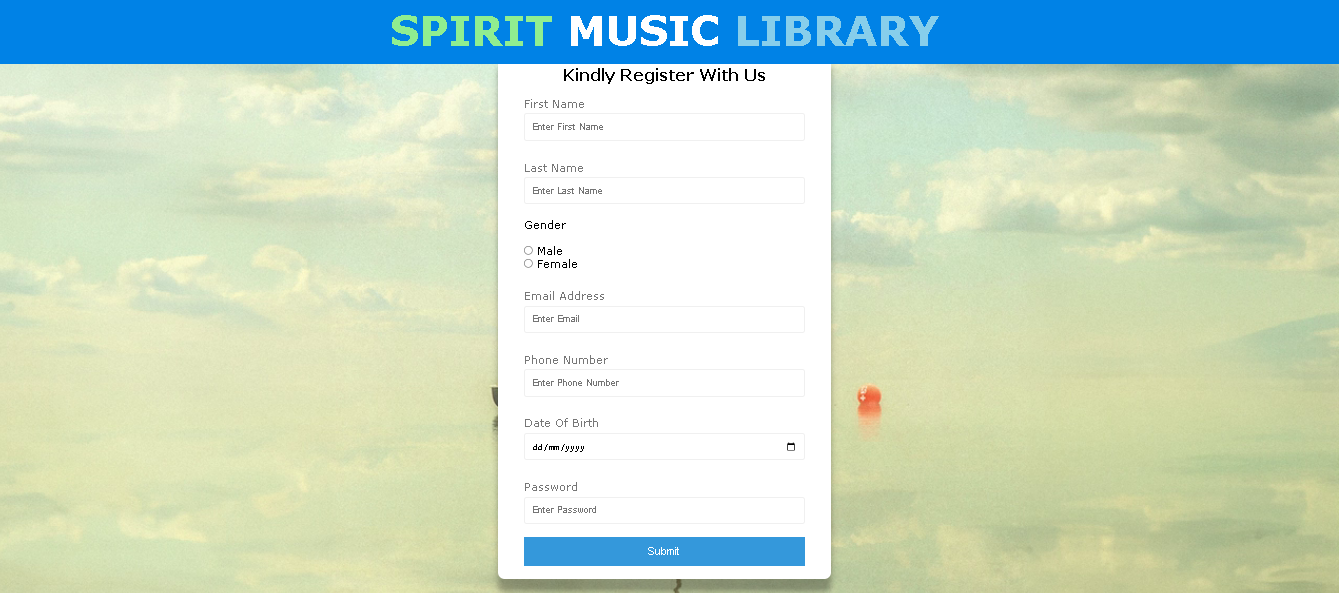 SPIRIT MUSIC LIBRARY
Kindly Register With Us
First Name
Enter First Name
Last Name
Enter Last Name
Gender
Male
Female
Email Address
Enter Email
Phone Number
Enter Phone Number
Date Of Birth
dd/mm/yyyy
Password
Enter Password
Submit